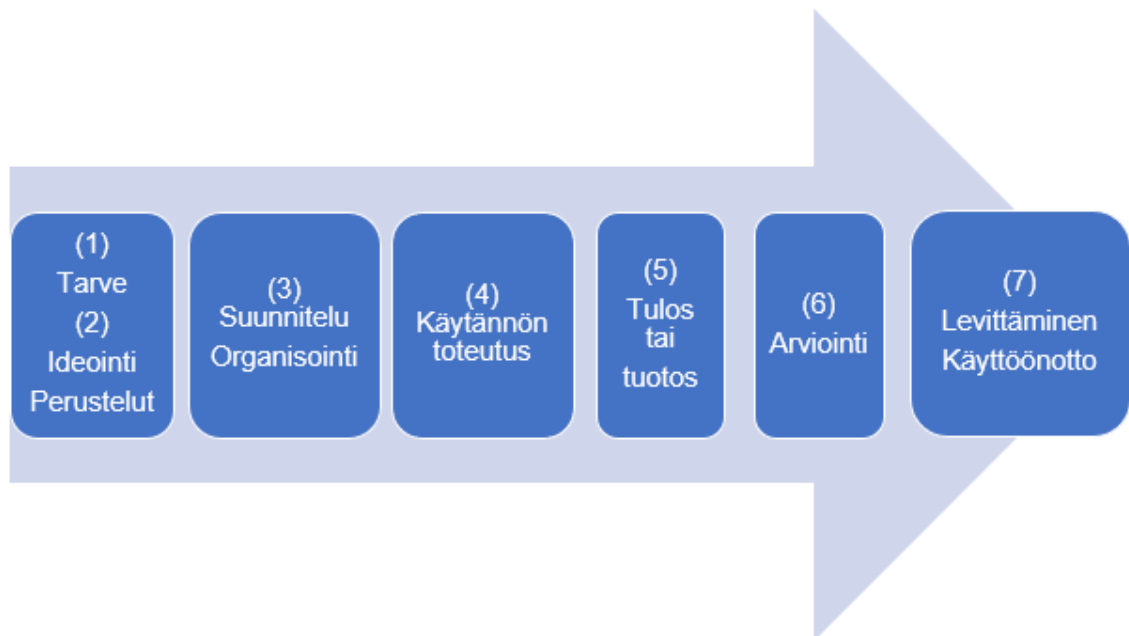 (1)
Tarve
(2)
Ideointi
Perustelut
(3)
Suunnitelu
Organisointi
(4)
Käytännön
toteutus
(5)
Tulos
tai
tuotos
(6)
Arviointi
(7)
Levittäminen
Käyttöönotto